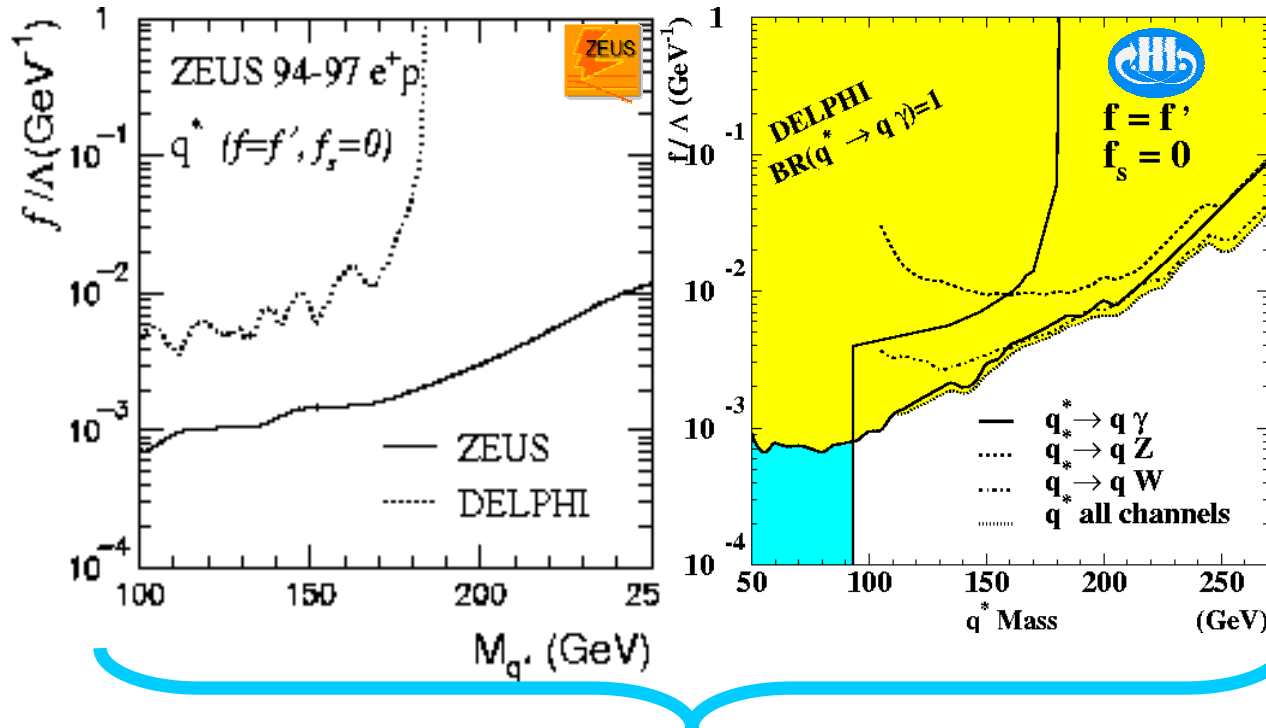 1
10⁻¹
10⁻²
10⁻³
10⁻⁴
f /Λ(GeV⁻¹)
ZEUS 94-97 e⁺p
q* (f=f′, fₛ=0)
ZEUS
ZEUS
DELPHI
100
150
200
25
M_q* (GeV)
1
10⁻¹
10⁻²
10⁻³
10⁻⁴
f/Λ (GeV⁻¹)
DELPHI
BR(q* → q γ)=1
H1
f = f ’
fₛ = 0
q* → q γ
q* → q Z
q* → q W
q* all channels
50
100
150
200
250
q* Mass
(GeV)